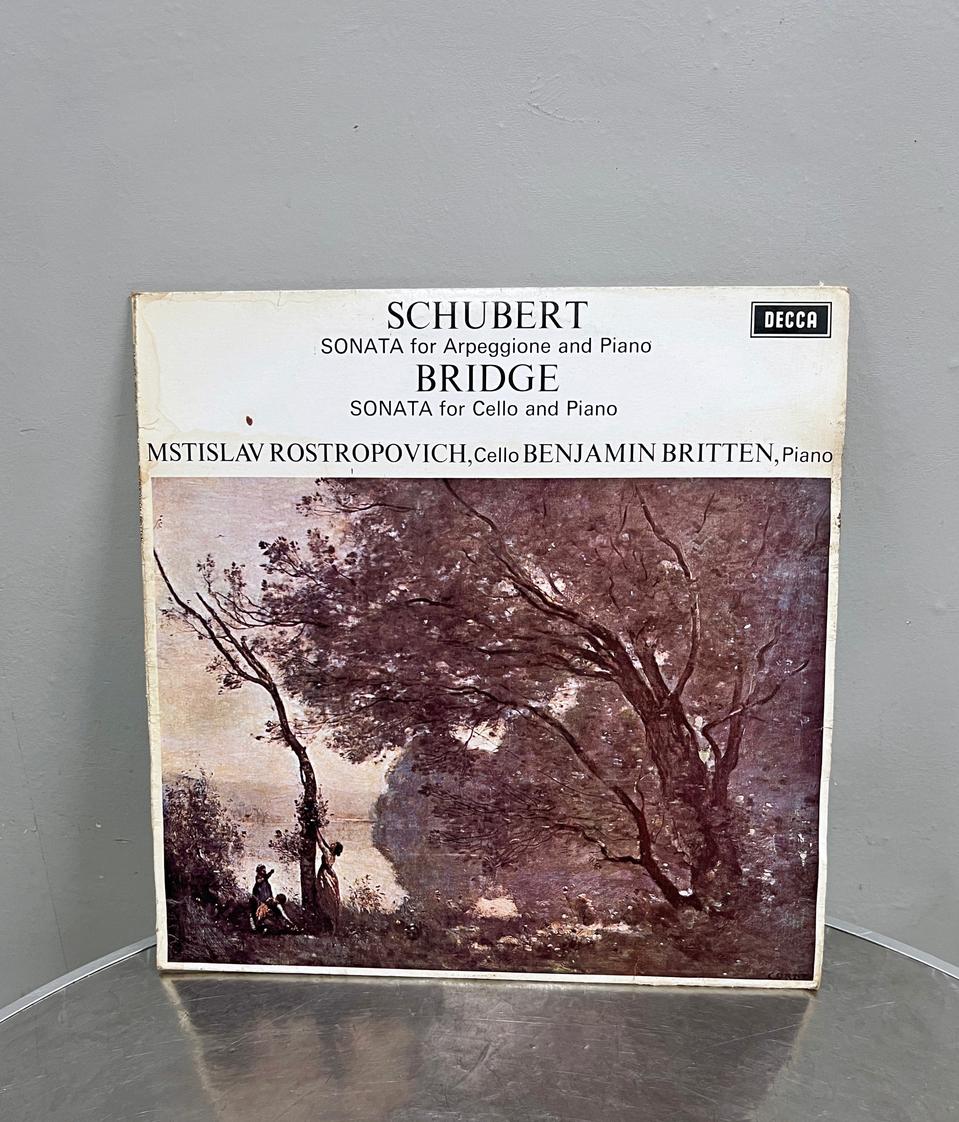 SCHUBERT
DECCA
SONATA for Arpeggione and Piano
BRIDGE
SONATA for Cello and Piano
MSTISLAV ROSTROPOVICH, Cello BENJAMIN BRITTEN, Piano
COROT